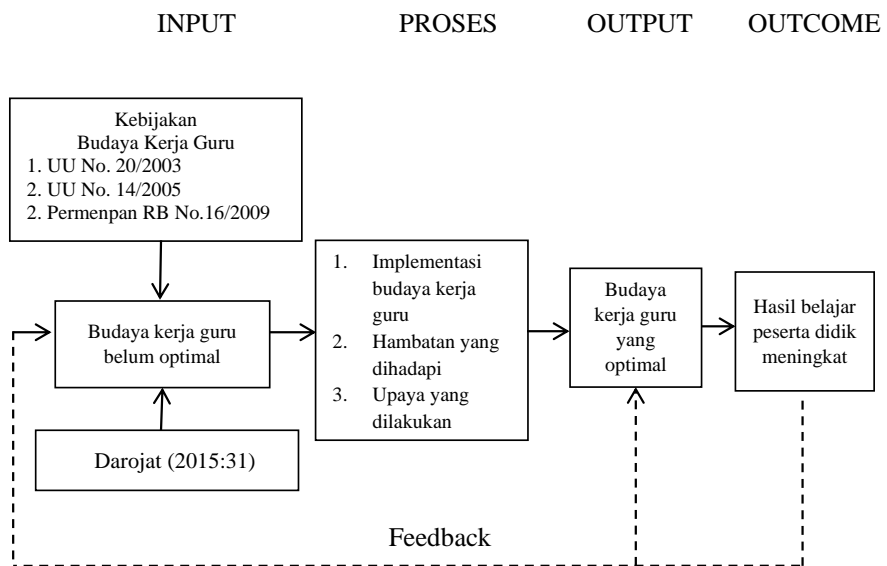 INPUT PROSES OUTPUT OUTCOME
Kebijakan
Budaya Kerja Guru
1. UU No. 20/2003
2. UU No. 14/2005
2. Permenpan RB No.16/2009
Budaya kerja guru
belum optimal
Darojat (2015:31)
1. Implementasi
budaya kerja
guru
2. Hambatan yang
dihadapi
3. Upaya yang
dilakukan
Budaya
kerja guru
yang
optimal
Hasil belajar
peserta didik
meningkat
Feedback